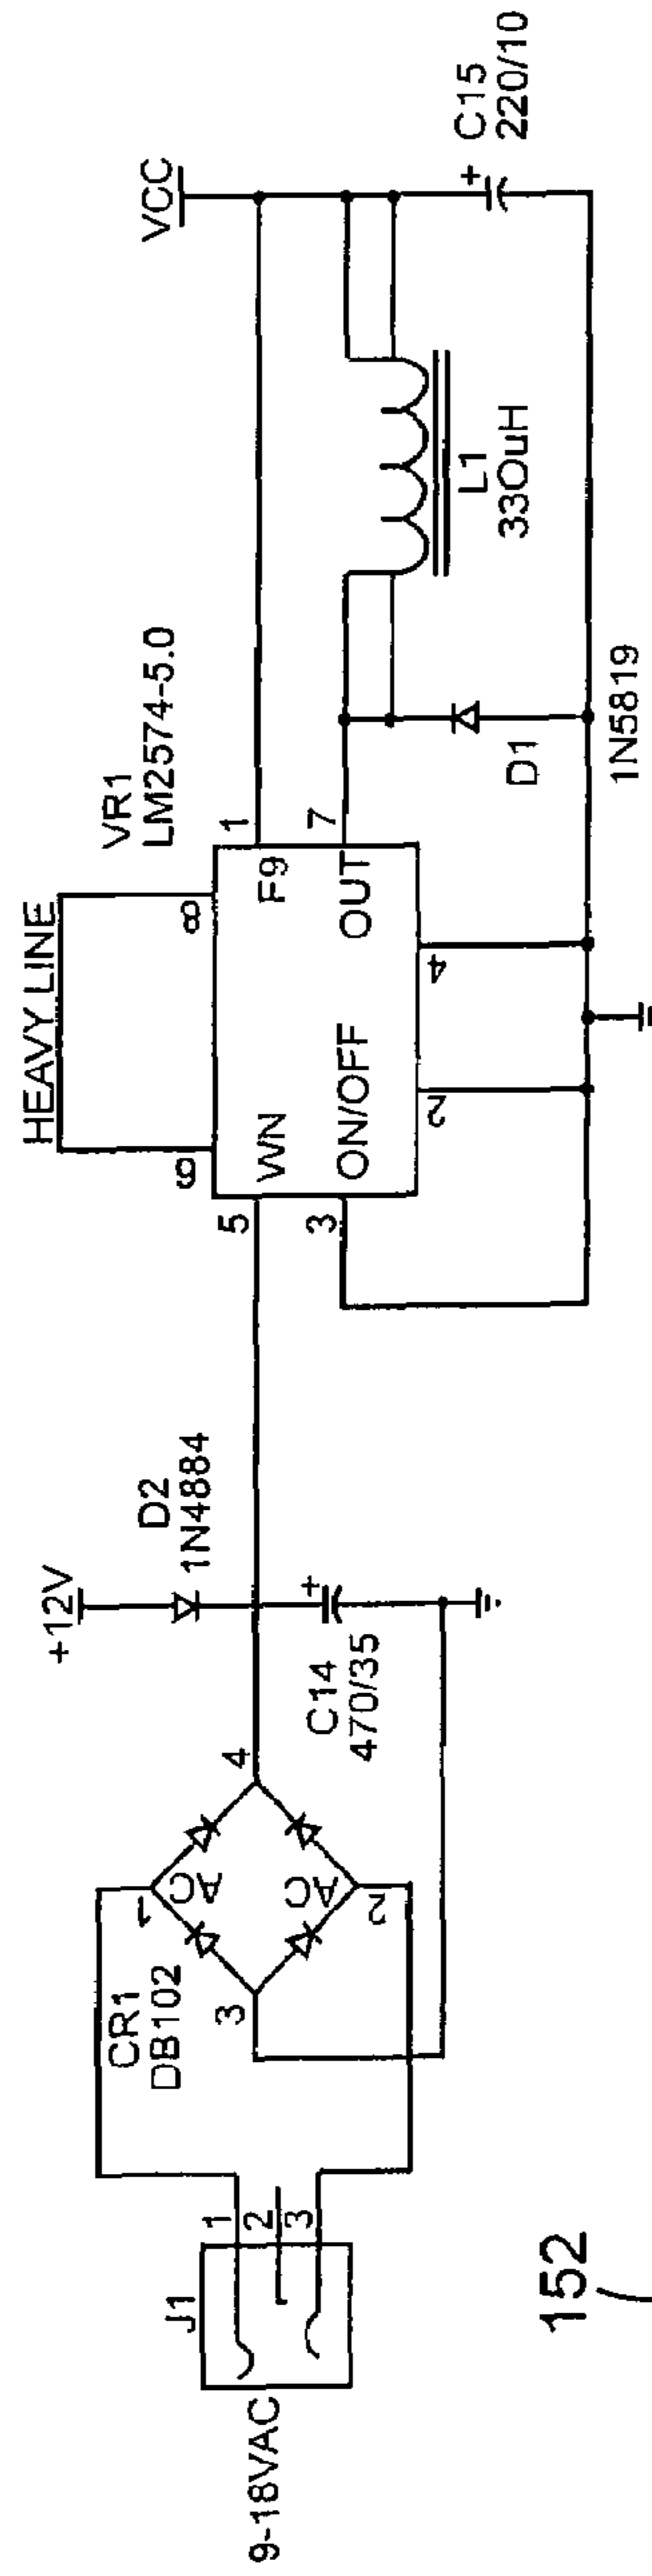 9-18VAC
J1
1
2
3
CR1
DB102
1
AC
AC
2
3
4
+12V
D2
1N4884
C14
470/35
+
HEAVY LINE
6
8
VR1
LM2574-5.0
5
VVN
F9
1
3
ON/OFF
OUT
7
2
4
D1
1N5819
L1
330uH
VCC
+
C15
220/10
152